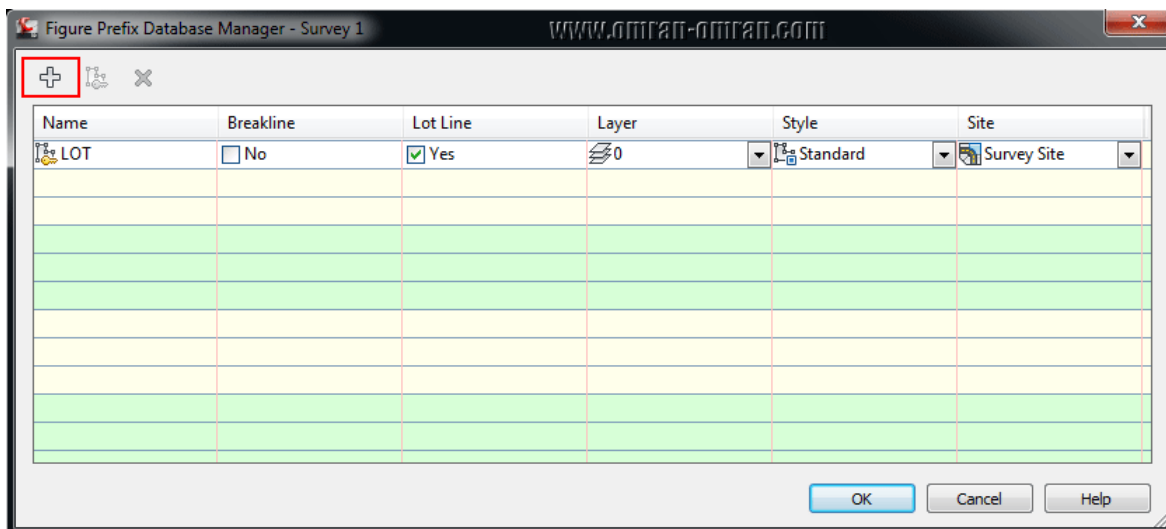 Figure Prefix Database Manager - Survey 1
www.omran-omran.com
Name Breakline Lot Line Layer Style Site
LOT No Yes 0 Standard Survey Site
OK Cancel Help